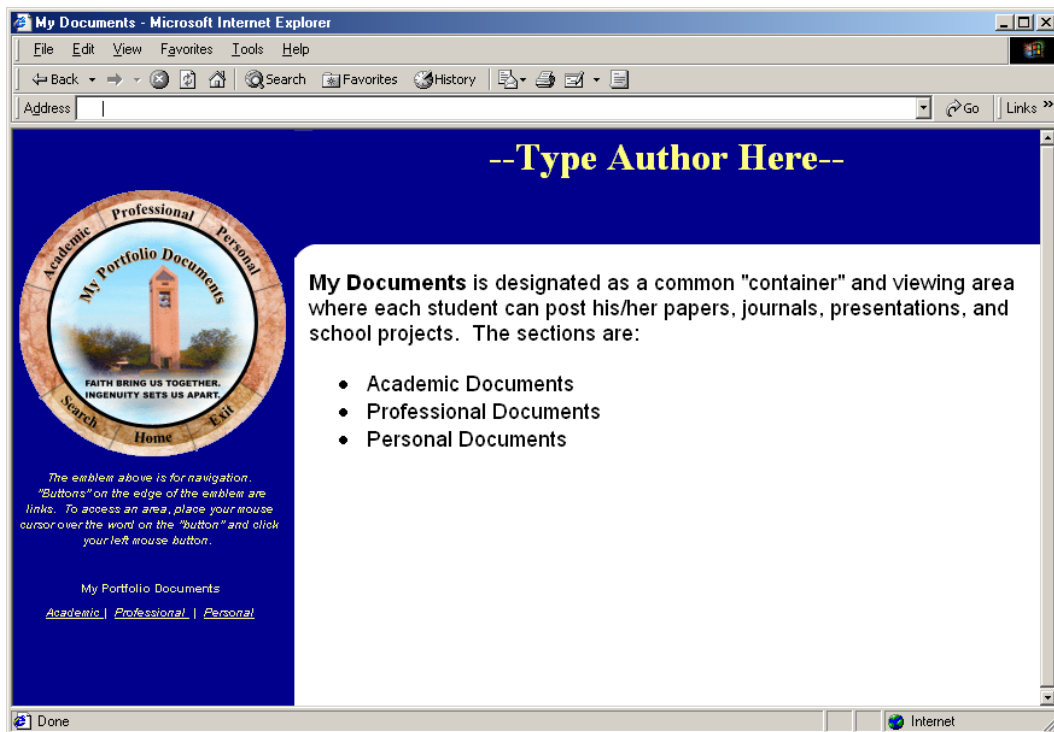 My Documents - Microsoft Internet Explorer
File Edit View Favorites Tools Help
Back Search Favorites History
Address Go Links »
--Type Author Here--
Academic Professional Personal
My Portfolio Documents
FAITH BRING US TOGETHER.
INGENUITY SETS US APART.
Search Home Exit
The emblem above is for navigation.
"Buttons" on the edge of the emblem are
links. To access an area, place your mouse
cursor over the word on the "button" and click
your left mouse button.
My Portfolio Documents
Academic | Professional | Personal
My Documents is designated as a common "container" and viewing area
where each student can post his/her papers, journals, presentations, and
school projects. The sections are:
• Academic Documents
• Professional Documents
• Personal Documents
Done Internet